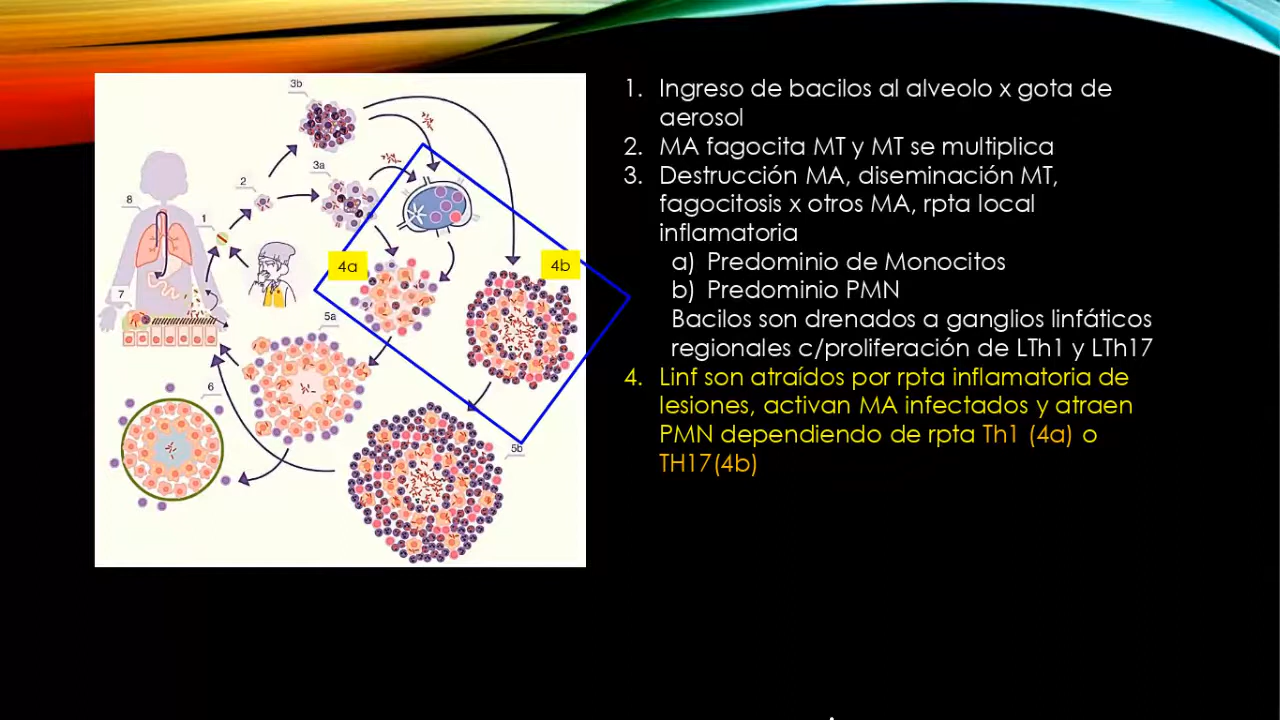 3b
3a
2
8
1
4a
4b
7
5a
6
5b
1. Ingreso de bacilos al alveolo x gota de
aerosol
2. MA fagocita MT y MT se multiplica
3. Destrucción MA, diseminación MT,
fagocitosis x otros MA, rpta local
inflamatoria
a) Predominio de Monocitos
b) Predominio PMN
Bacilos son drenados a ganglios linfáticos
regionales c/proliferación de LTh1 y LTh17
4. Linf son atraídos por rpta inflamatoria de
lesiones, activan MA infectados y atraen
PMN dependiendo de rpta Th1 (4a) o
TH17(4b)